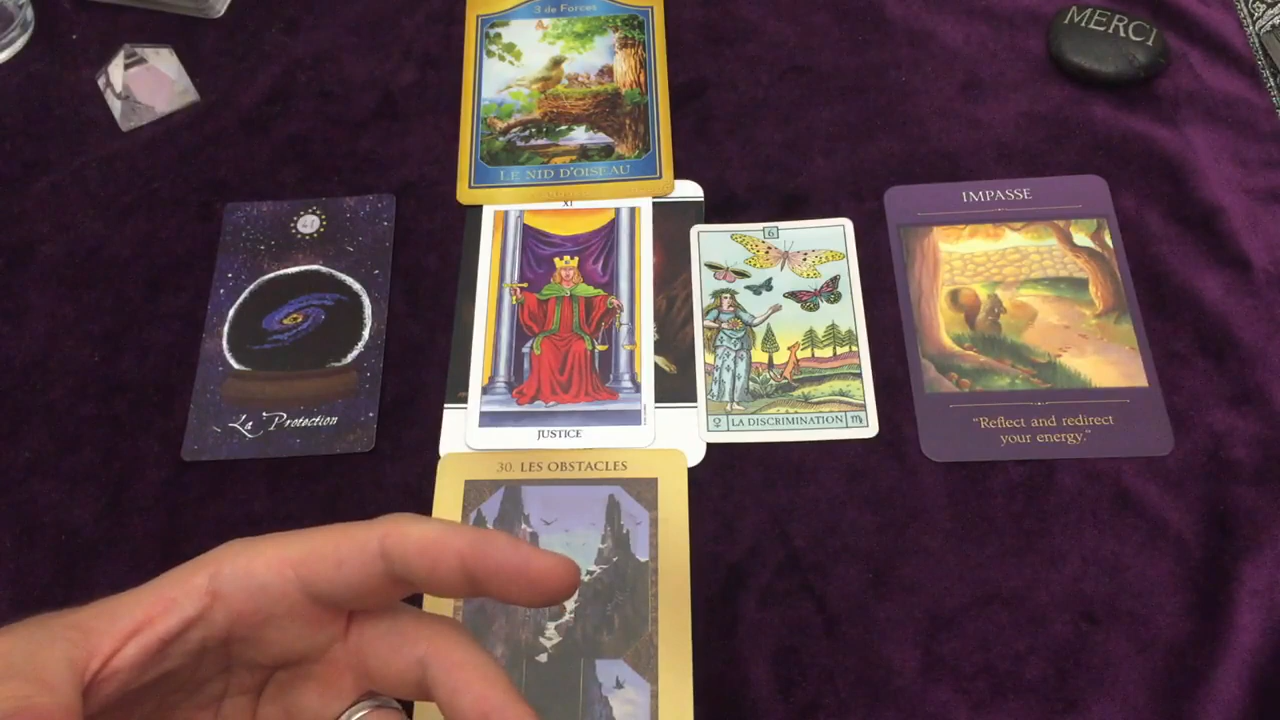 3 de Forces
LE NID D'OISEAU
MERCI
IMPASSE
"Reflect and redirect
your energy."
XI
JUSTICE
6
LA DISCRIMINATION
La Protection
30. LES OBSTACLES